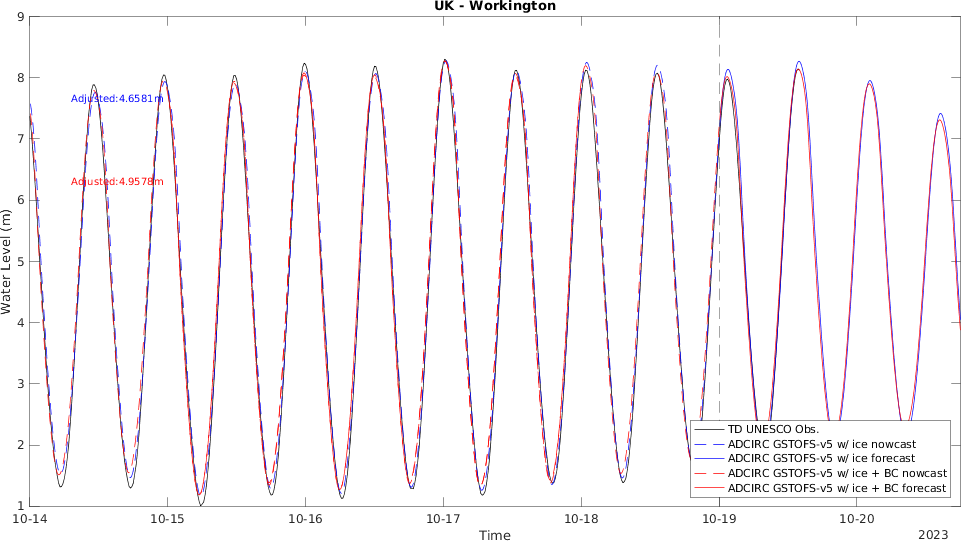 UK - Workington
9
8
7
6
5
4
3
2
1
Water Level (m)
Adjusted:4.6581m
Adjusted:4.9578m
TD UNESCO Obs.
ADCIRC GSTOFS-v5 w/ ice nowcast
ADCIRC GSTOFS-v5 w/ ice forecast
ADCIRC GSTOFS-v5 w/ ice + BC nowcast
ADCIRC GSTOFS-v5 w/ ice + BC forecast
10-14 10-15 10-16 10-17 10-18 10-19 10-20
Time
2023